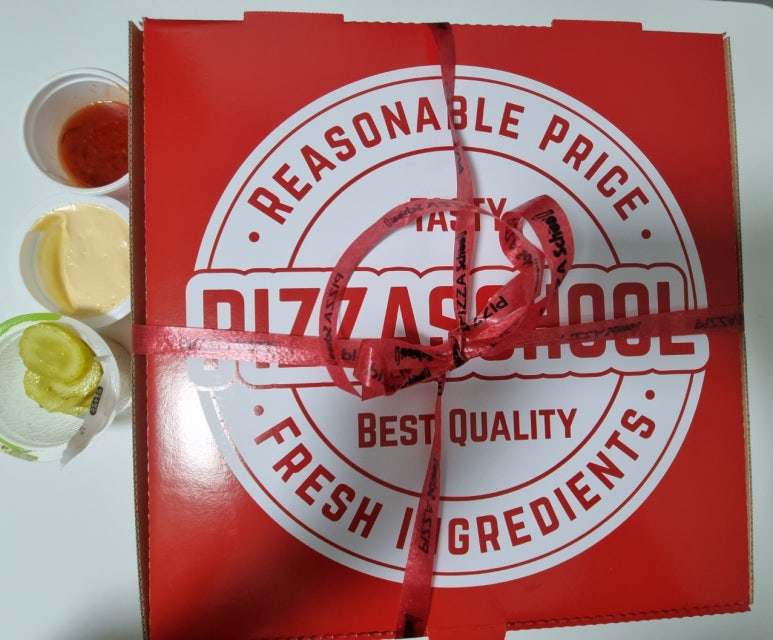 REASONABLE PRICE
TASTY
PIZZASCHOOL
BEST QUALITY
FRESH INGREDIENTS